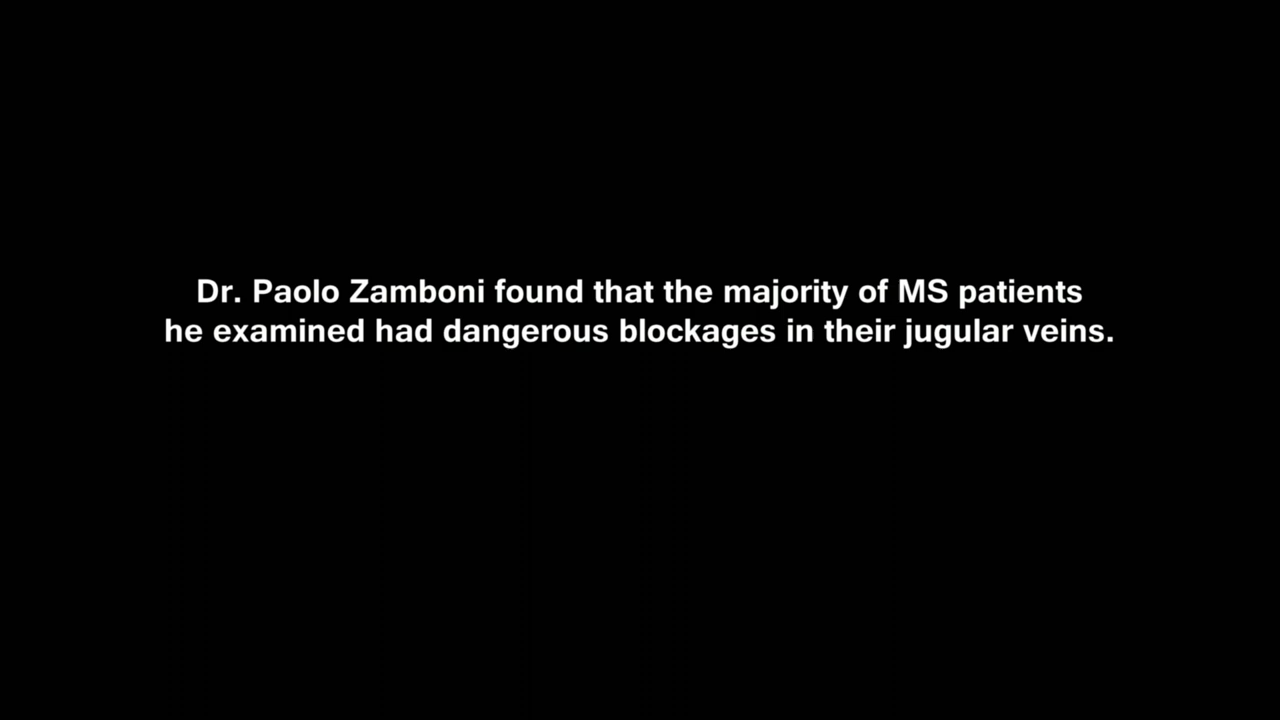 Dr. Paolo Zamboni found that the majority of MS patients
he examined had dangerous blockages in their jugular veins.